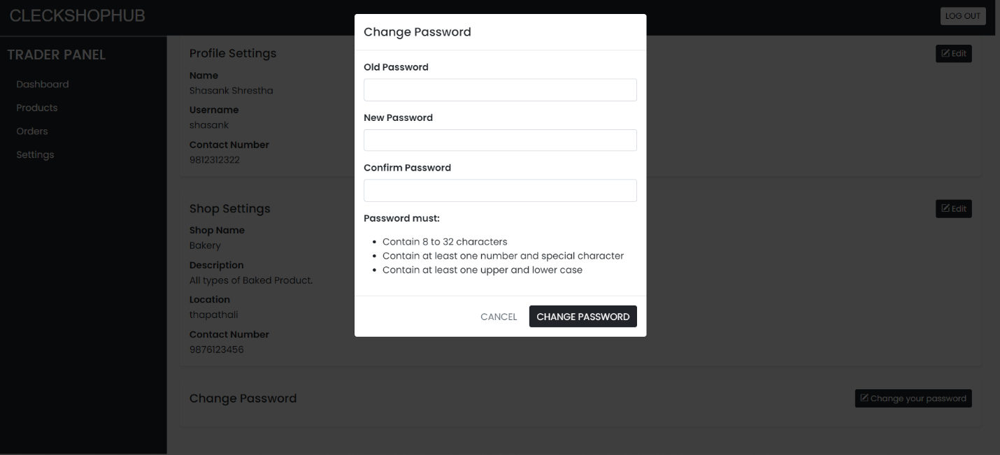 CLECKSHOPHUB
LOG OUT
TRADER PANEL
Dashboard
Products
Orders
Settings
Profile Settings
Edit
Name
Shasank Shrestha
Username
shasank
Contact Number
9812312322
Shop Settings
Edit
Shop Name
Bakery
Description
All types of Baked Product.
Location
thapathali
Contact Number
9876123456
Change Password
Change your password
Change Password
Old Password
New Password
Confirm Password
Password must:
• Contain 8 to 32 characters
• Contain at least one number and special character
• Contain at least one upper and lower case
CANCEL
CHANGE PASSWORD